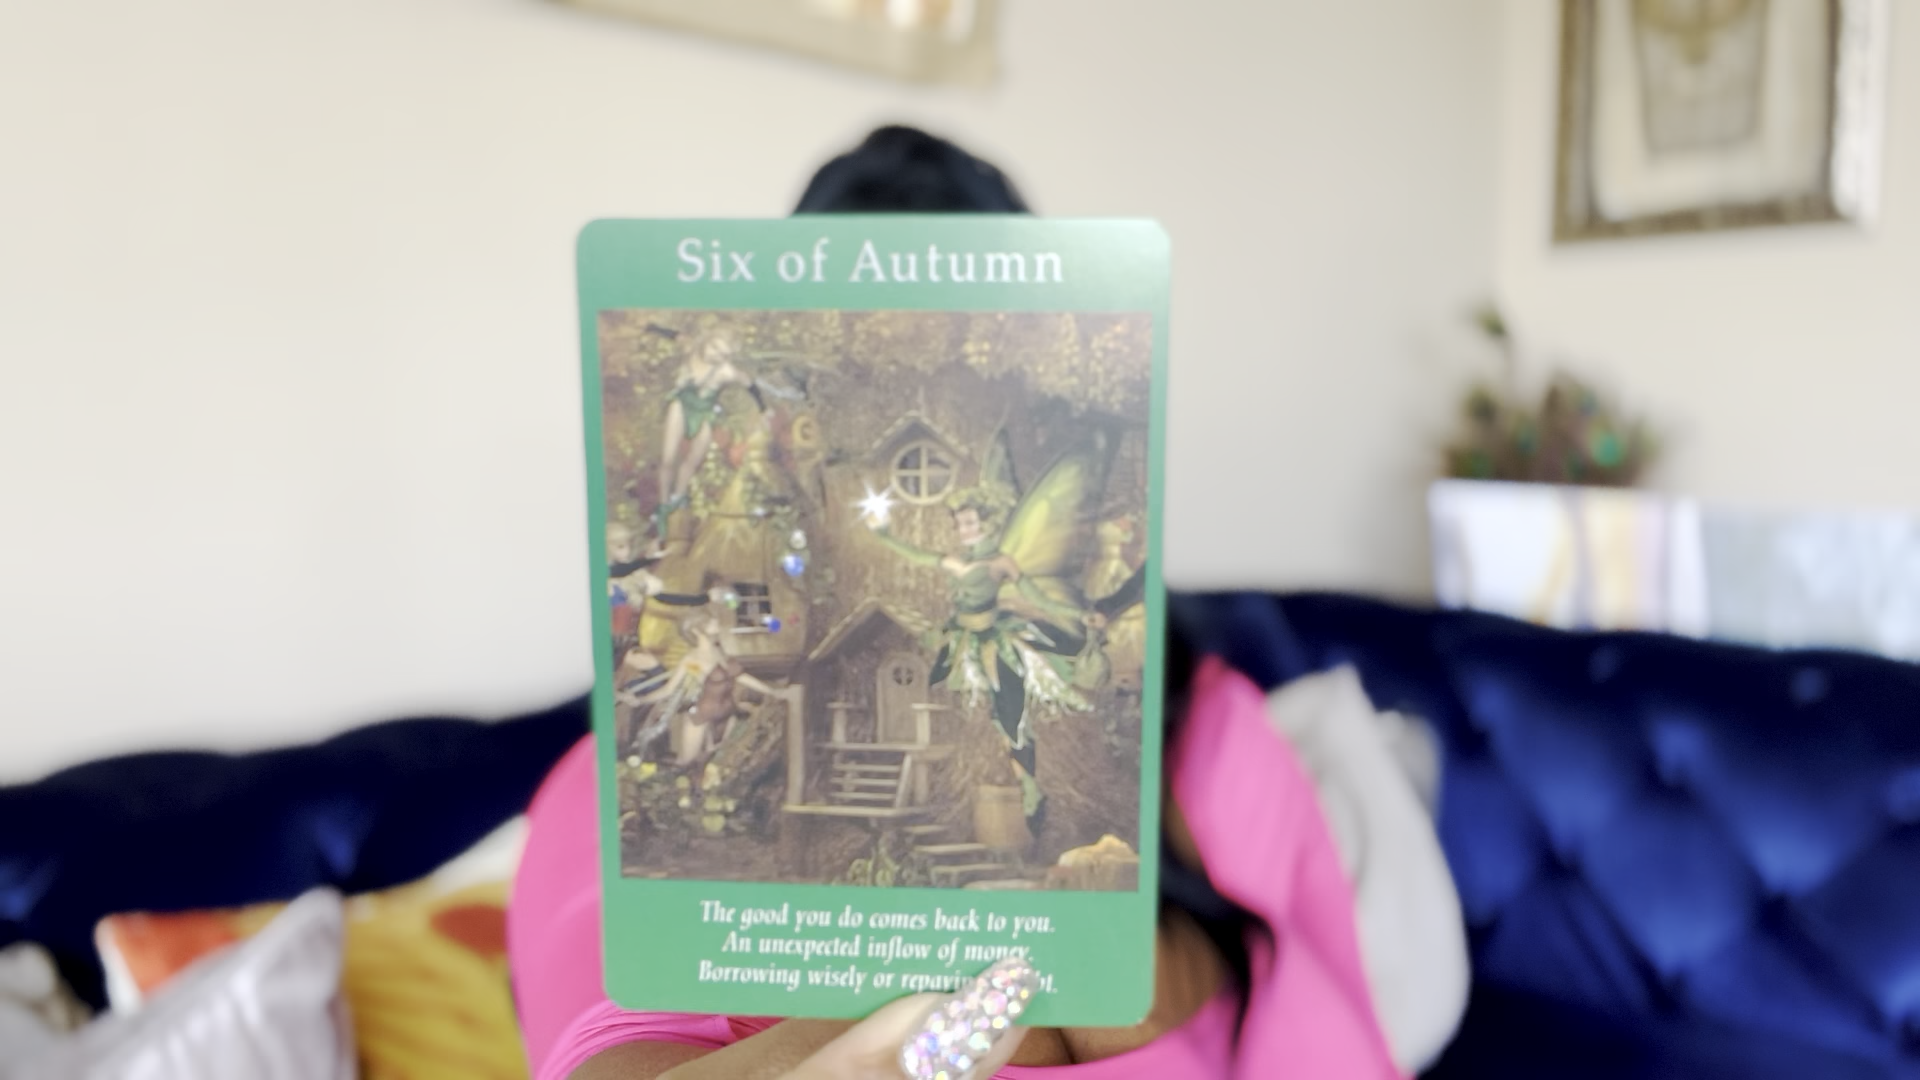 Six of Autumn
The good you do comes back to you.
An unexpected inflow of money.
Borrowing wisely or